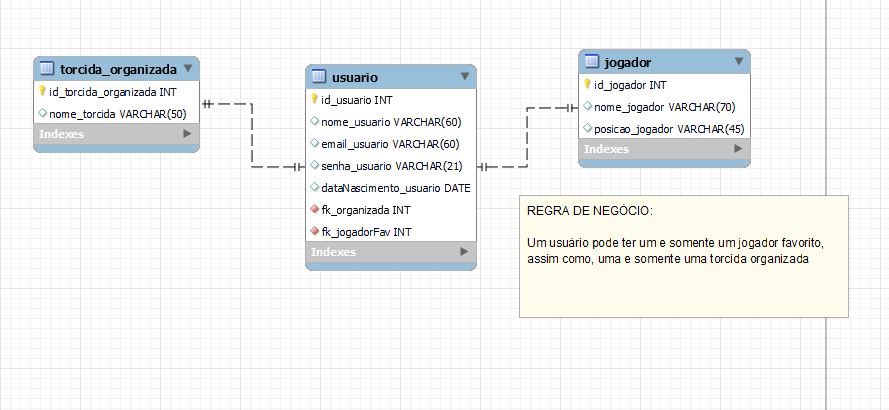 torcida_organizada
id_torcida_organizada INT
nome_torcida VARCHAR(50)
Indexes
usuario
id_usuario INT
nome_usuario VARCHAR(60)
email_usuario VARCHAR(60)
senha_usuario VARCHAR(21)
dataNascimento_usuario DATE
fk_organizada INT
fk_jogadorFav INT
Indexes
jogador
id_jogador INT
nome_jogador VARCHAR(70)
posicao_jogador VARCHAR(45)
Indexes
REGRA DE NEGÓCIO:
Um usuário pode ter um e somente um jogador favorito,
assim como, uma e somente uma torcida organizada